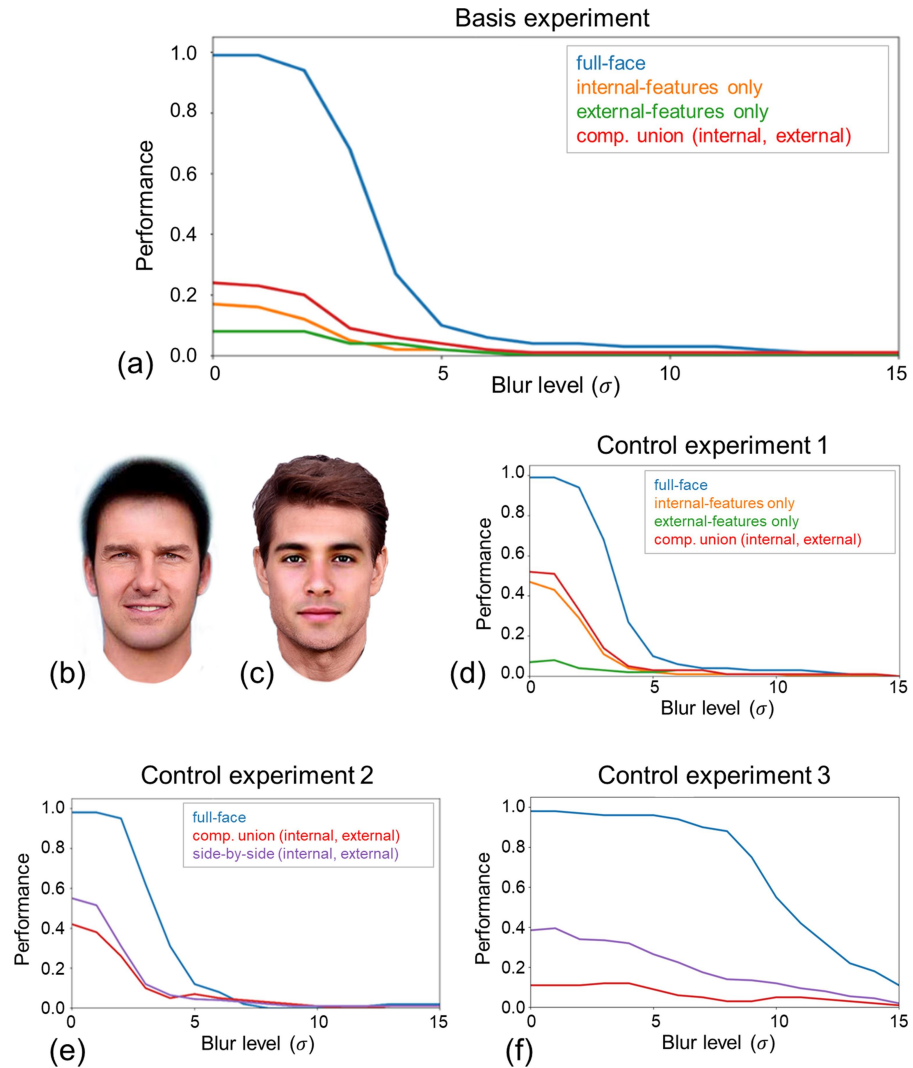 Basis experiment
1.0
0.8
0.6
0.4
0.2
0.0
Performance
full-face
internal-features only
external-features only
comp. union (internal, external)
0
5
10
15
Blur level (σ)
(a)
(b)
(c)
Control experiment 1
1.0
0.8
0.6
0.4
0.2
0.0
Performance
full-face
internal-features only
external-features only
comp. union (internal, external)
0
5
10
15
Blur level (σ)
(d)
Control experiment 2
1.0
0.8
0.6
0.4
0.2
0.0
Performance
full-face
comp. union (internal, external)
side-by-side (internal, external)
0
5
10
15
Blur level (σ)
(e)
Control experiment 3
1.0
0.8
0.6
0.4
0.2
0.0
Performance
0
5
10
15
Blur level (σ)
(f)